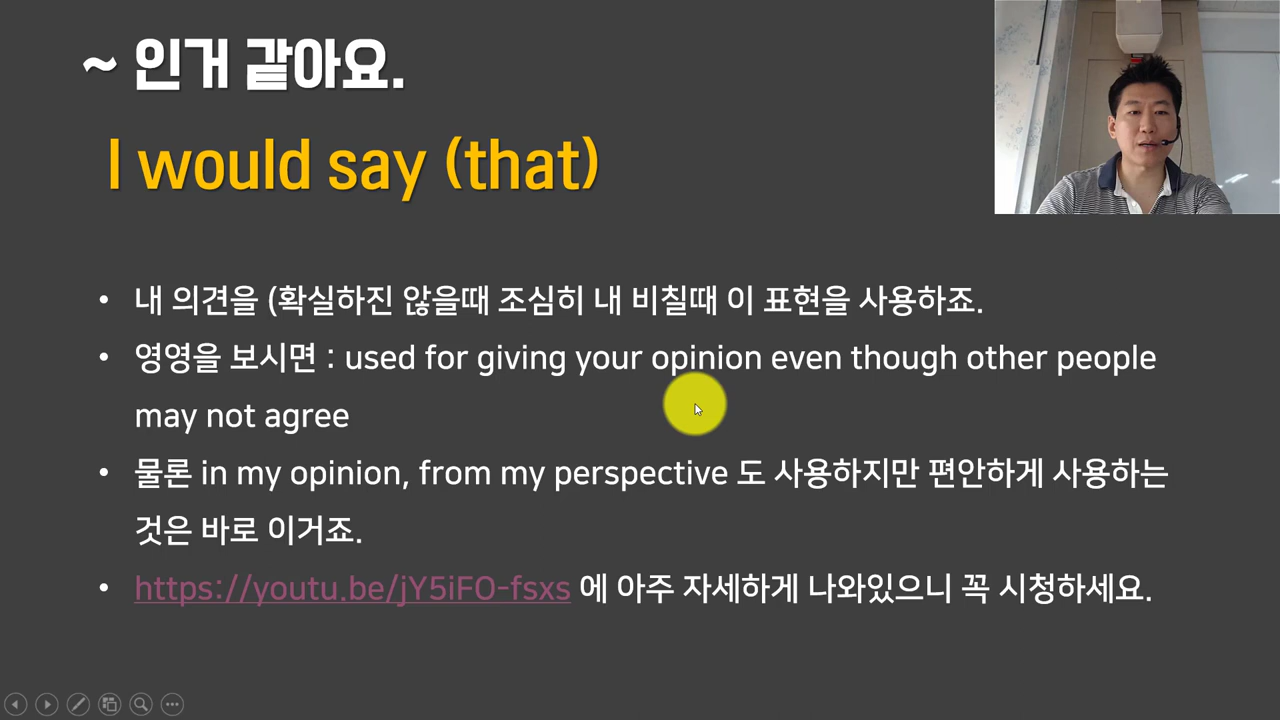 ~ 인거 같아요.
I would say (that)
• 내 의견을 (확실하진 않을때 조심히 내 비칠때 이 표현을 사용하죠.
• 영영을 보시면 : used for giving your opinion even though other people
may not agree
• 물론 in my opinion, from my perspective 도 사용하지만 편안하게 사용하는
것은 바로 이거죠.
• https://youtu.be/jY5iFO-fsxs 에 아주 자세하게 나와있으니 꼭 시청하세요.